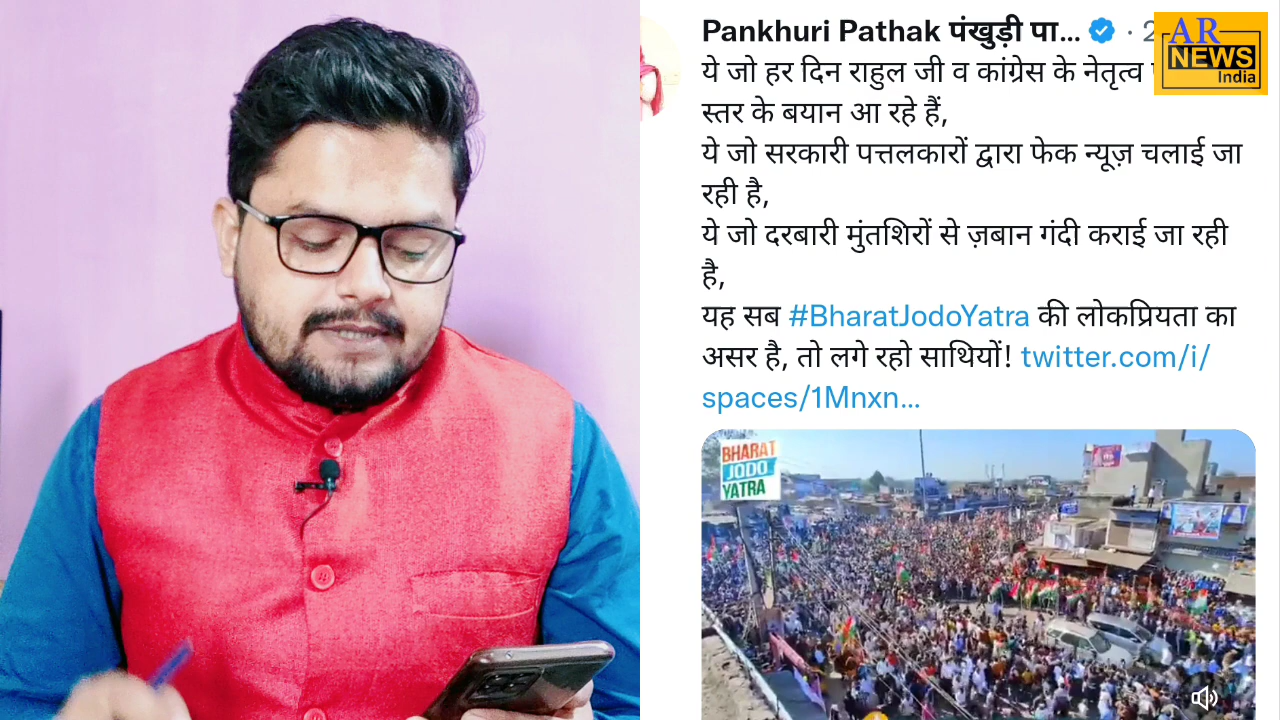 Pankhuri Pathak पंखुड़ी पा... · 2
AR
NEWS
India
ये जो हर दिन राहुल जी व कांग्रेस के नेतृत्व
स्तर के बयान आ रहे हैं,
ये जो सरकारी पत्तलकारों द्वारा फेक न्यूज़ चलाई जा
रही है,
ये जो दरबारी मुंतशिरों से ज़बान गंदी कराई जा रही
है,
यह सब #BharatJodoYatra की लोकप्रियता का
असर है, तो लगे रहो साथियों! twitter.com/i/
spaces/1Mnxn...
BHARAT
JODO
YATRA